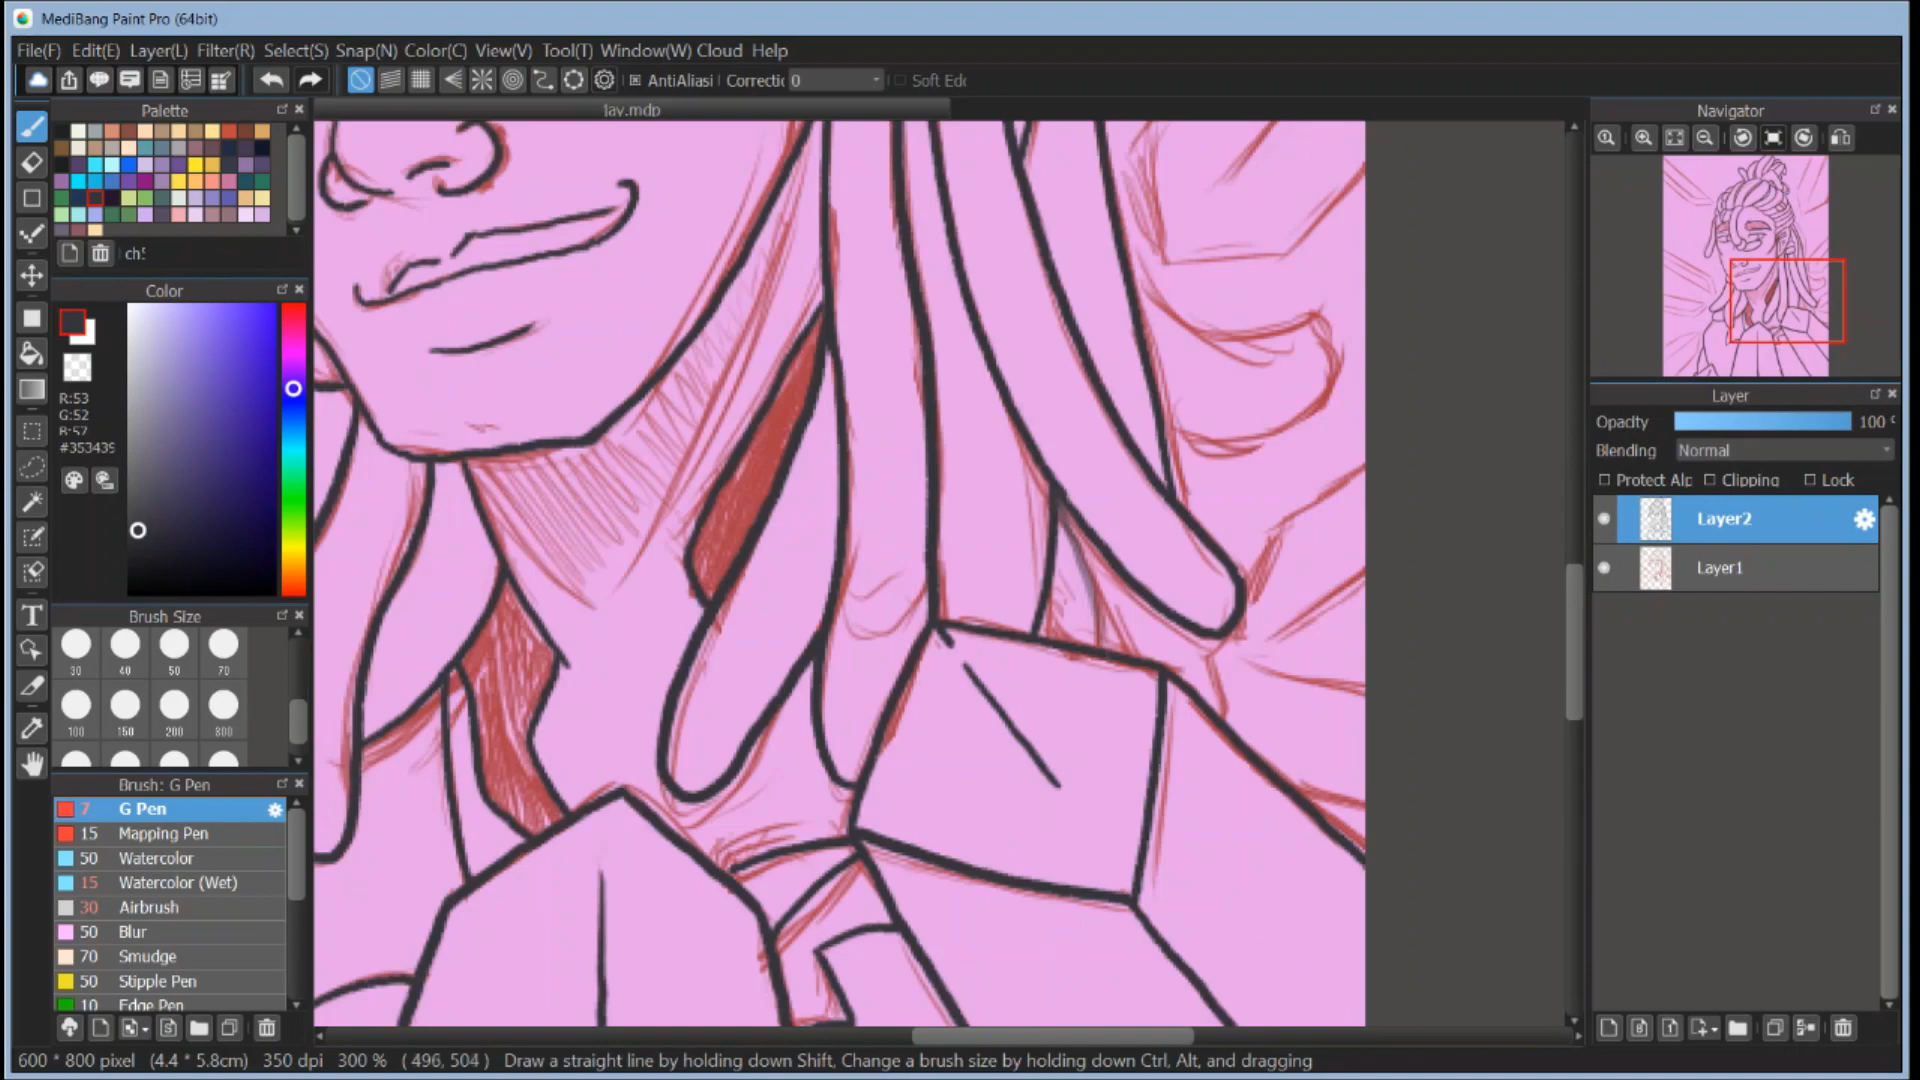 MediBang Paint Pro (64bit)
File(F) Edit(E) Layer(L) Filter(R) Select(S) Snap(N) Color(C) View(V) Tool(T) Window(W) Cloud Help
AntiAliasi Correctic 0 Soft Edg
1av.mdp
Palette
ch!
Color
R:53
G:52
B:57
#353439
Brush Size
30 40 50 70
100 150 200 800
Brush: G Pen
7 G Pen
15 Mapping Pen
50 Watercolor
15 Watercolor (Wet)
30 Airbrush
50 Blur
70 Smudge
50 Stipple Pen
10 Edge Pen
T
Navigator
Layer
Opacity 100
Blending Normal
Protect Alp Clipping Lock
Layer2
Layer1
600 * 800 pixel (4.4 * 5.8cm) 350 dpi 300 % ( 496, 504) Draw a straight line by holding down Shift, Change a brush size by holding down Ctrl, Alt, and dragging